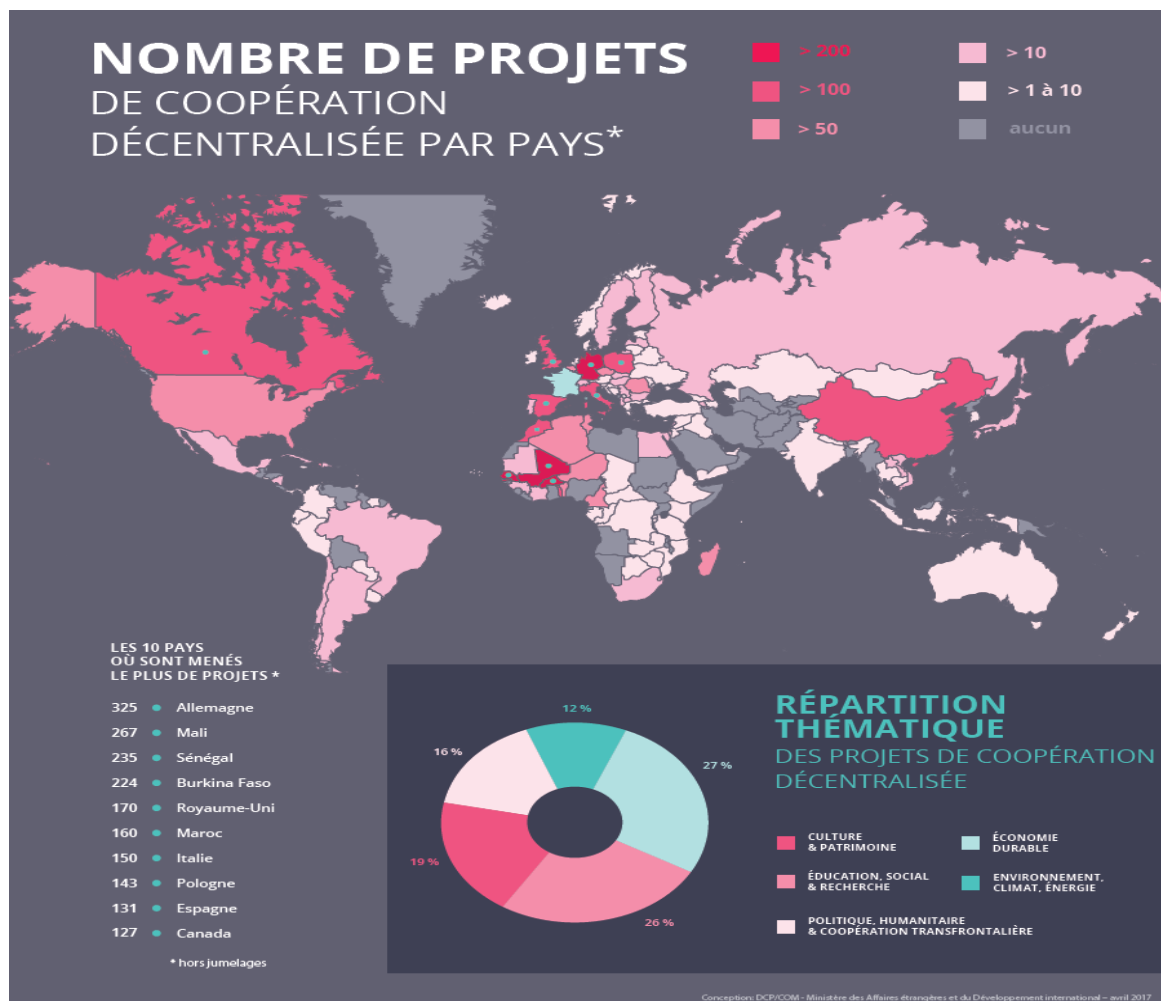 NOMBRE DE PROJETS
DE COOPÉRATION
DÉCENTRALISÉE PAR PAYS*
> 200
> 100
> 50
> 10
> 1 à 10
aucun
LES 10 PAYS
OÙ SONT MENÉS
LE PLUS DE PROJETS *
325 • Allemagne
267 • Mali
235 • Sénégal
224 • Burkina Faso
170 • Royaume-Uni
160 • Maroc
150 • Italie
143 • Pologne
131 • Espagne
127 • Canada
* hors jumelages
12 %
16 %
27 %
19 %
26 %
RÉPARTITION
THÉMATIQUE
DES PROJETS DE COOPÉRATION
DÉCENTRALISÉE
CULTURE
& PATRIMOINE
ÉDUCATION, SOCIAL
& RECHERCHE
POLITIQUE, HUMANITAIRE
& COOPÉRATION TRANSFRONTALIÈRE
ÉCONOMIE
DURABLE
ENVIRONNEMENT,
CLIMAT, ÉNERGIE
Conception: DCP/COM - Ministère des Affaires étrangères et du Développement international – avril 2017